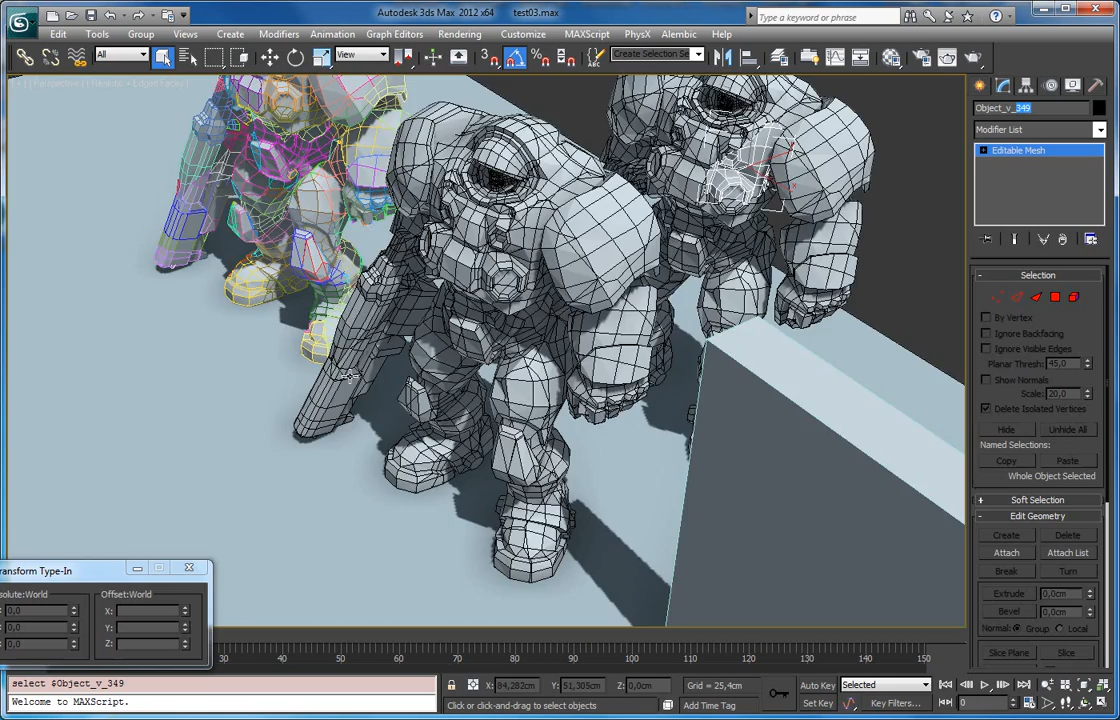 Autodesk 3ds Max 2012 x64 test03.max
Type a keyword or phrase
Edit Tools Group Views Create Modifiers Animation Graph Editors Rendering Customize MAXScript PhysX Alembic Help
All View Create Selection Se
Object_v_349
Modifier List
Editable Mesh
Selection
By Vertex
Ignore Backfacing
Ignore Visible Edges
Planar Thresh: 45,0
Show Normals
Scale: 20,0
Delete Isolated Vertices
Hide Unhide All
Named Selections:
Copy Paste
Whole Object Selected
Soft Selection
Edit Geometry
Create Delete
Attach Attach List
Break Turn
Extrude 0,0cm
Bevel 0,0cm
Normal: Group Local
Slice Plane Slice
ransform Type-In
solute:World Offset:World
0,0 X:
0,0 Y:
0,0 Z:
30 40 50 60 70 80 90 100 110 120 130 140 150
select $Object_v_349
Welcome to MAXScript.
X: 84,282cm Y: 51,305cm Z: 0,0cm Grid = 25,4cm
Click or click-and-drag to select objects Add Time Tag
Auto Key Selected
Set Key Key Filters... 0